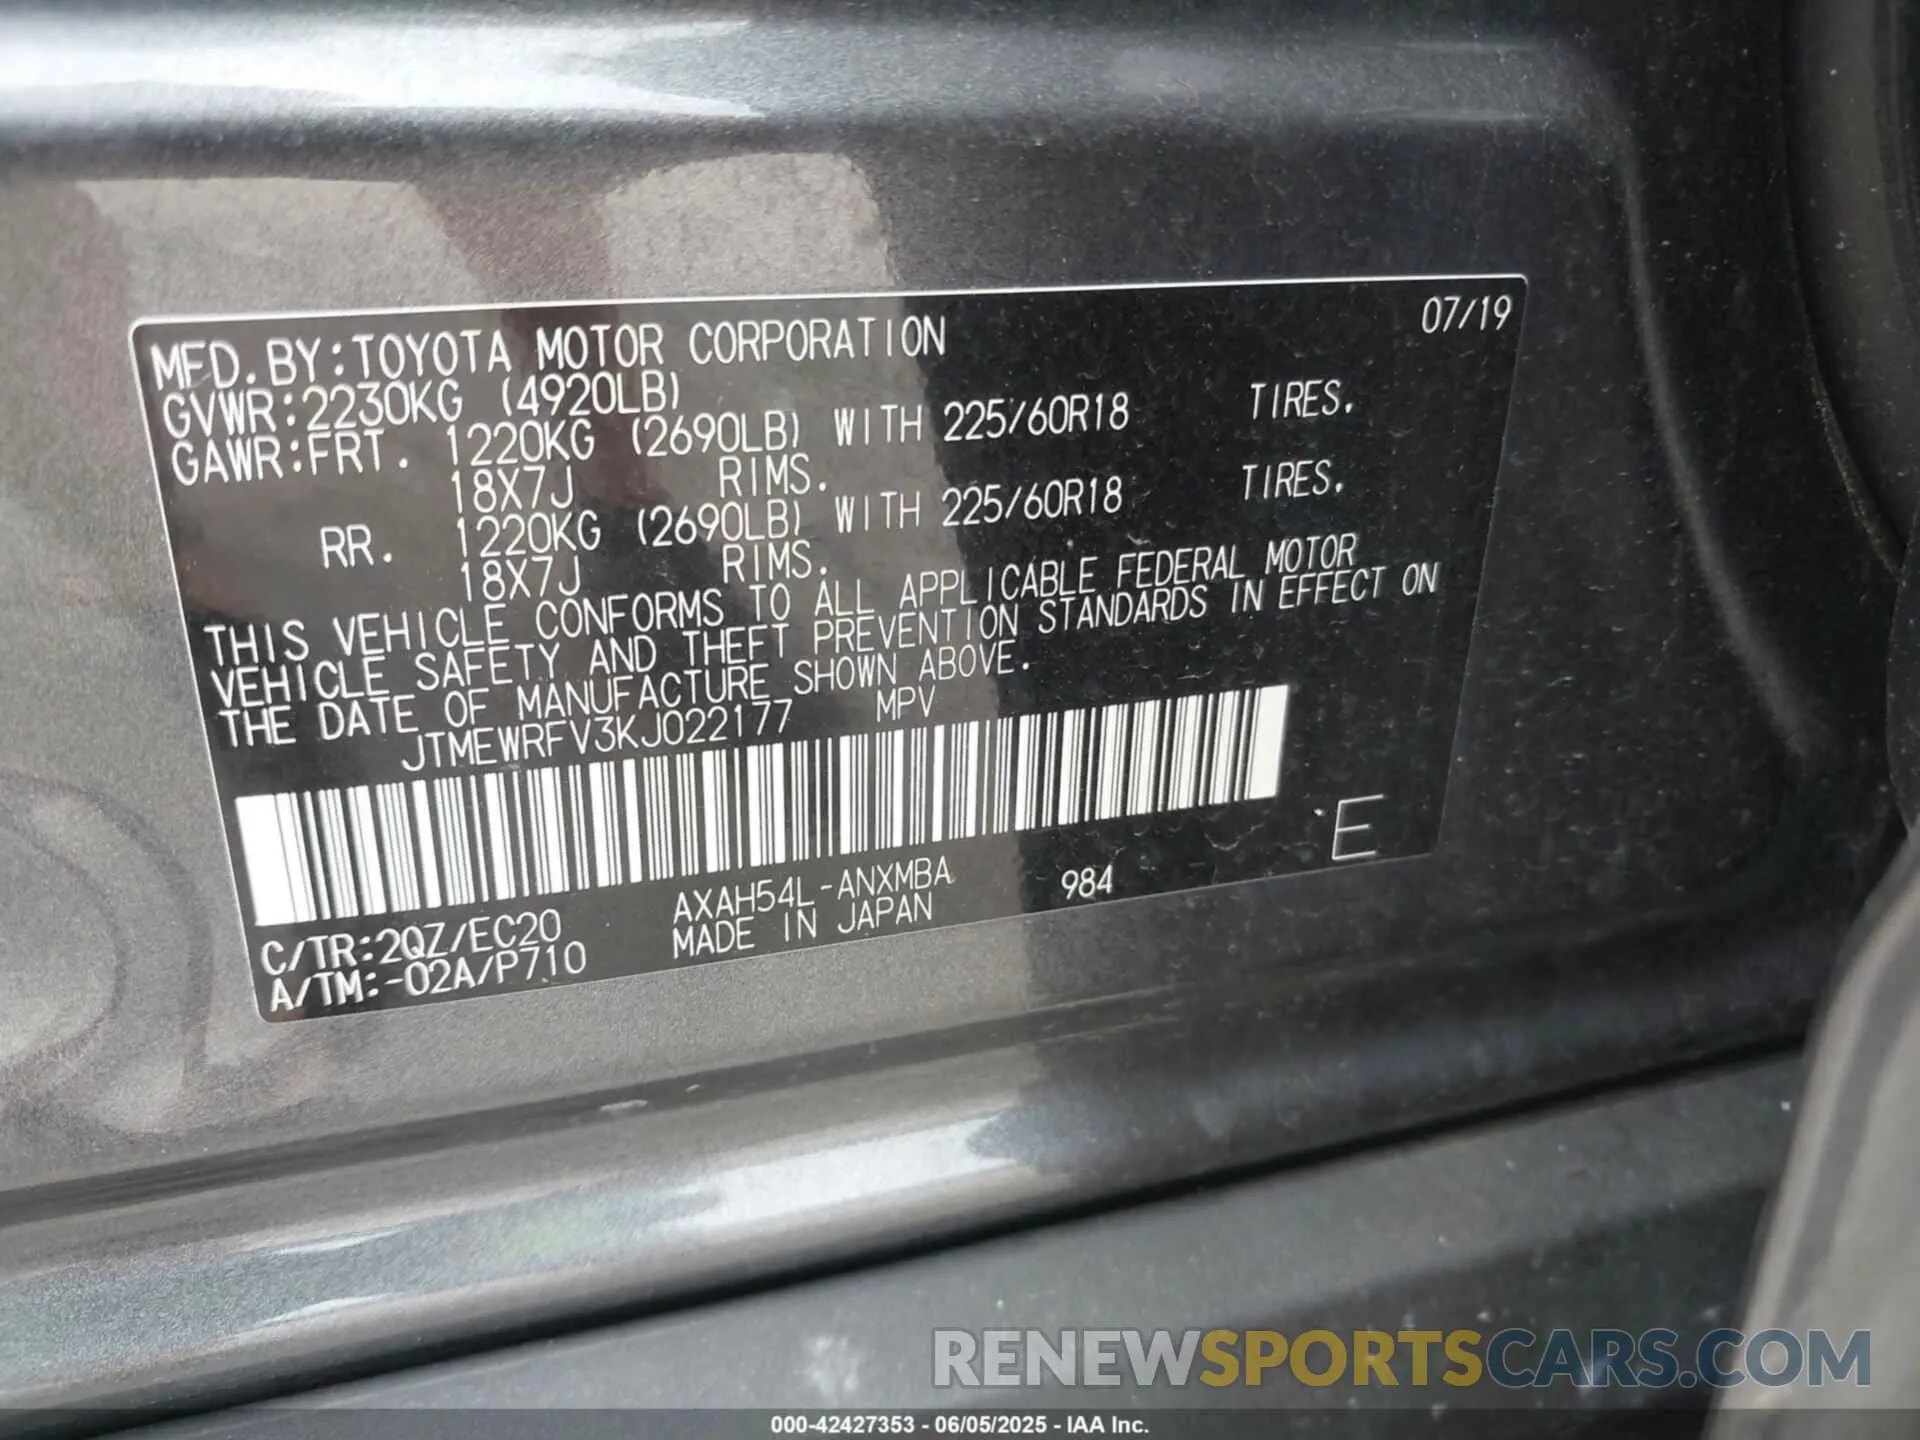 MFD.BY:TOYOTA MOTOR CORPORATION 07/19
GVWR:2230KG (4920LB)
GAWR:FRT. 1220KG (2690LB) WITH 225/60R18 TIRES.
18X7J RIMS.
RR. 1220KG (2690LB) WITH 225/60R18 TIRES.
18X7J RIMS.
THIS VEHICLE CONFORMS TO ALL APPLICABLE FEDERAL MOTOR
VEHICLE SAFETY AND THEFT PREVENTION STANDARDS IN EFFECT ON
THE DATE OF MANUFACTURE SHOWN ABOVE.
JTMEWRFV3KJ022177 MPV
E
C/TR:2QZ/EC20 AXAH54L-ANXMBA 984
A/TM:-02A/P710 MADE IN JAPAN
RENEWSPORTSCARS.COM
000-42427353 - 06/05/2025 - IAA Inc.